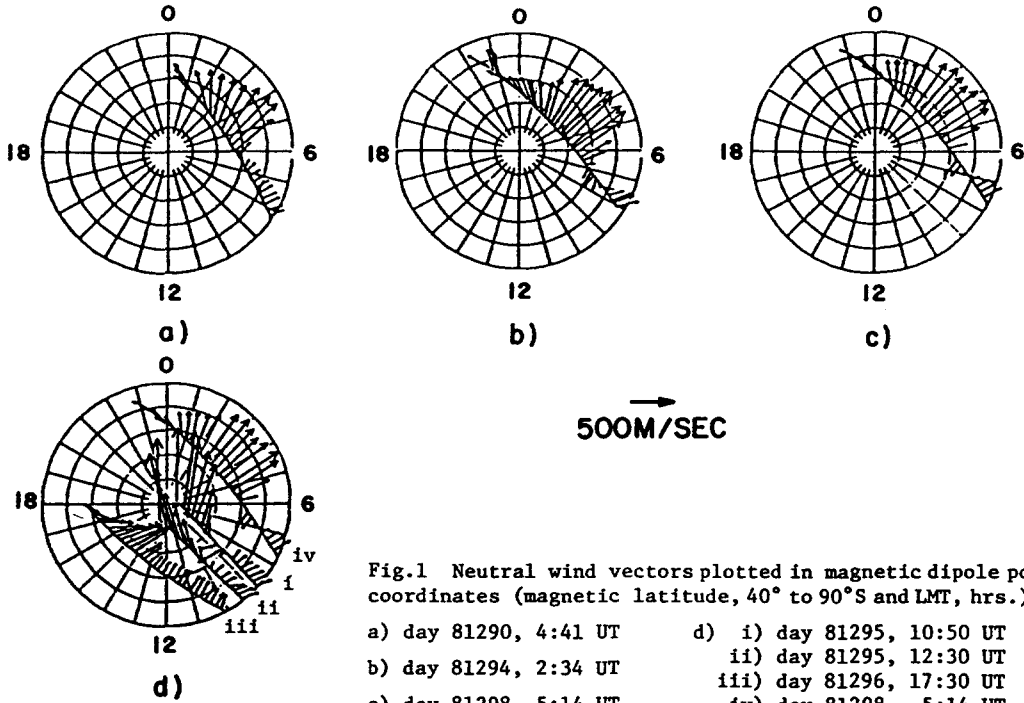 0
0
0
18
6
18
6
18
6
12
12
12
a)
b)
c)
0
500M/SEC
18
6
iv
i
ii
iii
12
d)
Fig.1 Neutral wind vectors plotted in magnetic dipole po
coordinates (magnetic latitude, 40° to 90°S and LMT, hrs.)
a) day 81290, 4:41 UT
d) i) day 81295, 10:50 UT
ii) day 81295, 12:30 UT
b) day 81294, 2:34 UT
iii) day 81296, 17:30 UT